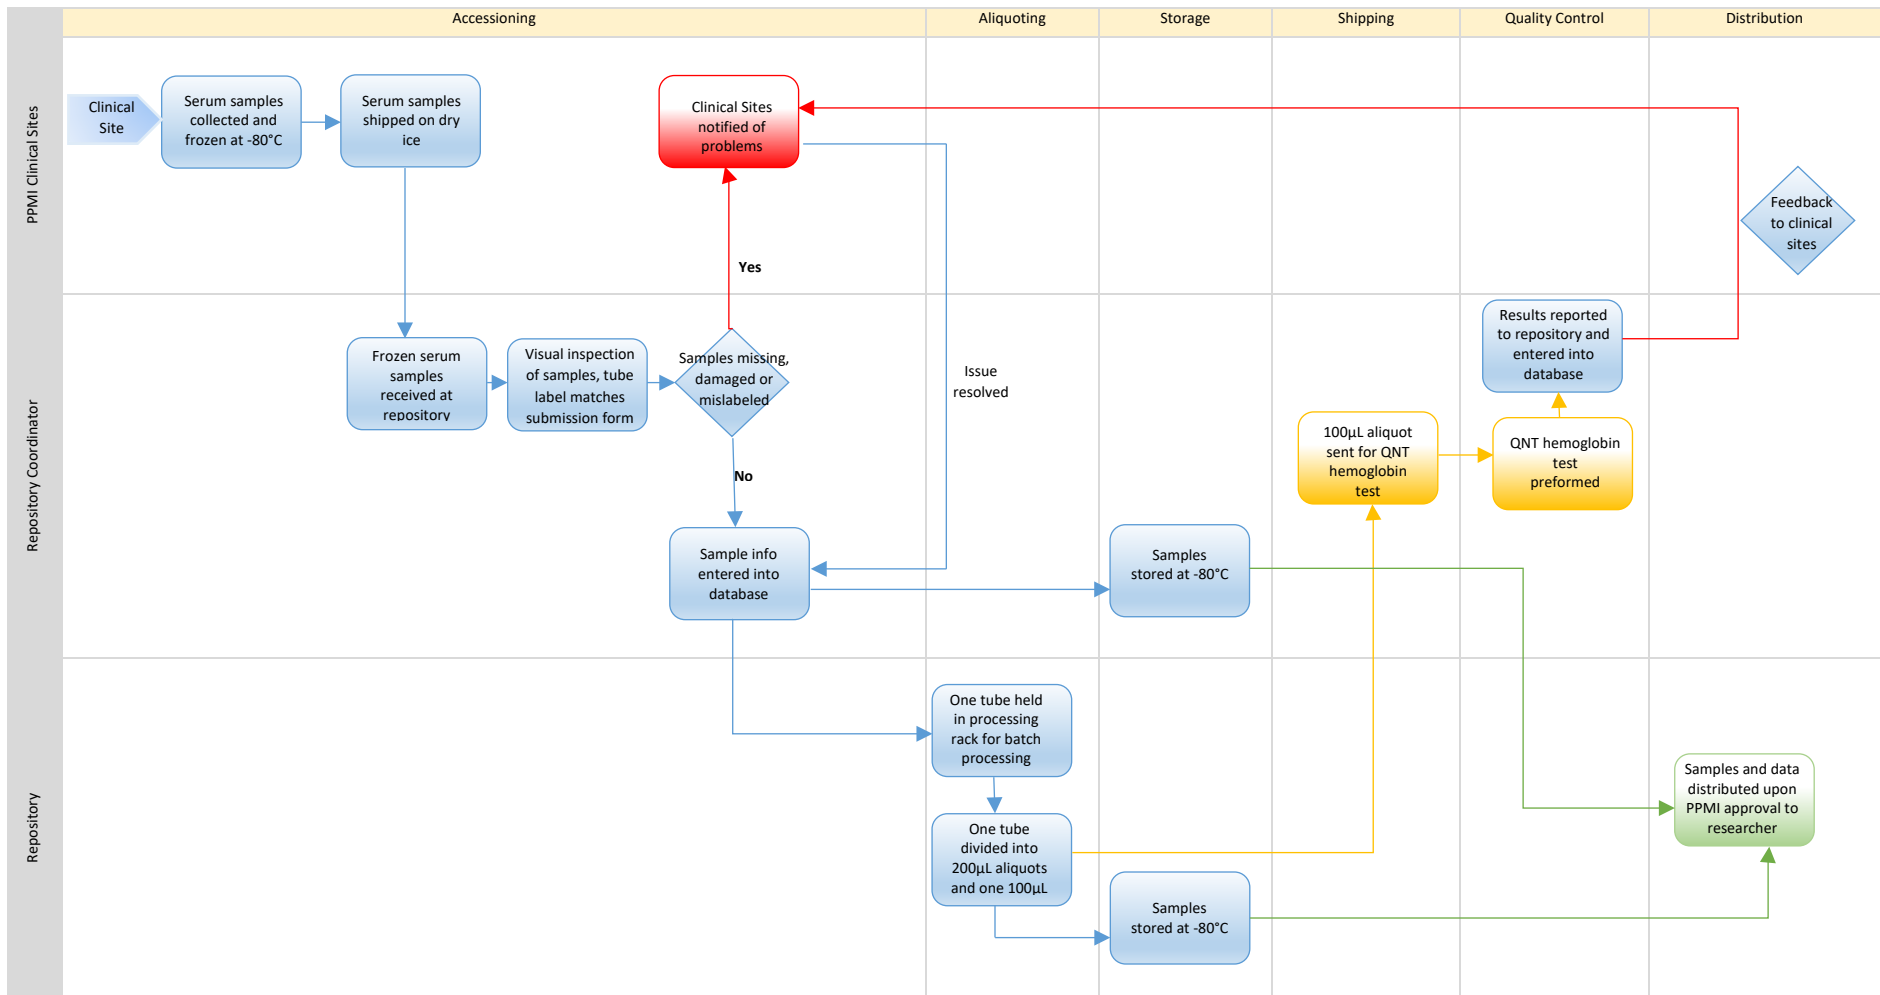 Accessioning
Aliquoting
Storage
Shipping
Quality Control
Distribution
PPMI Clinical Sites
Clinical
Site
Serum samples
collected and
frozen at -80°C
Serum samples
shipped on dry
ice
Clinical Sites
notified of
problems
Feedback
to clinical
sites
Yes
Repository Coordinator
Frozen serum
samples
received at
repository
Visual inspection
of samples, tube
label matches
submission form
Samples missing,
damaged or
mislabeled
Issue
resolved
No
Sample info
entered into
database
Samples
stored at -80°C
100µL aliquot
sent for QNT
hemoglobin
test
QNT hemoglobin
test
preformed
Results reported
to repository and
entered into
database
Repository
One tube held
in processing
rack for batch
processing
One tube
divided into
200µL aliquots
and one 100µL
Samples
stored at -80°C
Samples and data
distributed upon
PPMI approval to
researcher